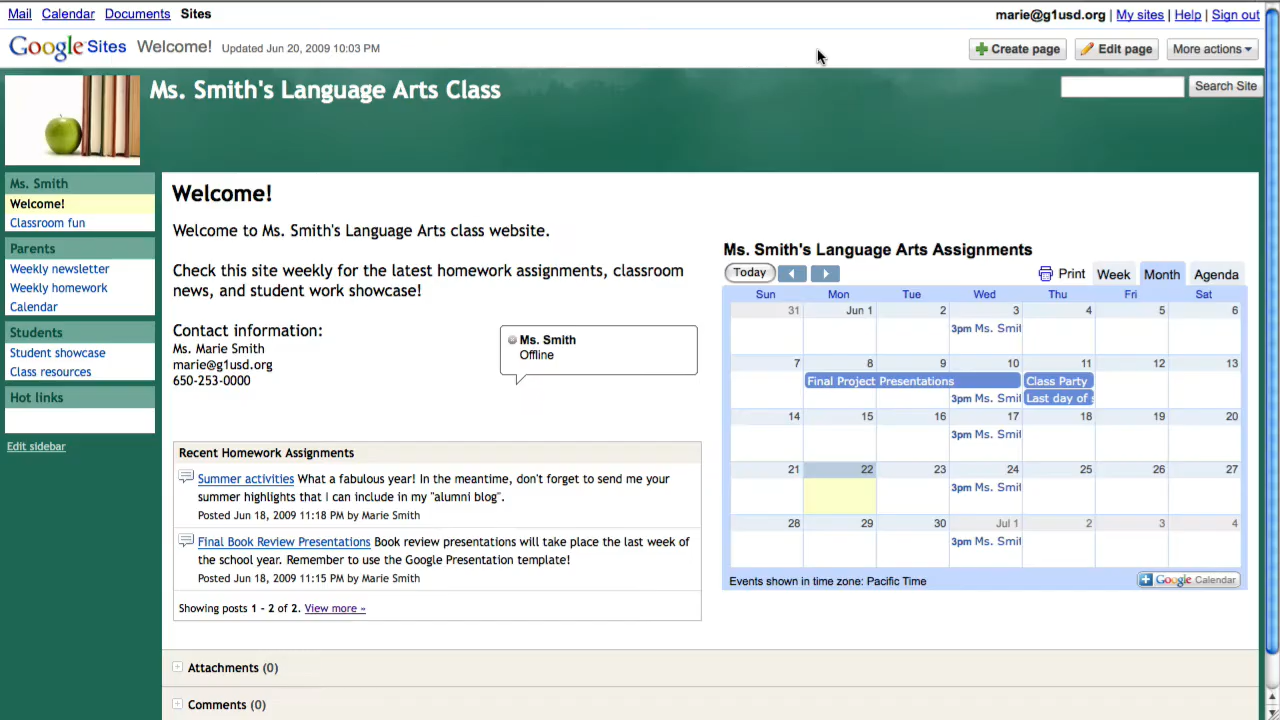 Mail Calendar Documents Sites
marie@g1usd.org | My sites | Help | Sign out
Google Sites Welcome! Updated Jun 20, 2009 10:03 PM
Create page Edit page More actions
Ms. Smith's Language Arts Class
Search Site
Ms. Smith
Welcome!
Classroom fun
Parents
Weekly newsletter
Weekly homework
Calendar
Students
Student showcase
Class resources
Hot links
Edit sidebar
Welcome!
Welcome to Ms. Smith's Language Arts class website.
Check this site weekly for the latest homework assignments, classroom
news, and student work showcase!
Contact information:
Ms. Marie Smith
marie@g1usd.org
650-253-0000
Ms. Smith
Offline
Recent Homework Assignments
Summer activities What a fabulous year! In the meantime, don't forget to send me your
summer highlights that I can include in my "alumni blog".
Posted Jun 18, 2009 11:18 PM by Marie Smith
Final Book Review Presentations Book review presentations will take place the last week of
the school year. Remember to use the Google Presentation template!
Posted Jun 18, 2009 11:15 PM by Marie Smith
Showing posts 1 - 2 of 2. View more »
Ms. Smith's Language Arts Assignments
Today Print Week Month Agenda
Sun Mon Tue Wed Thu Fri Sat
31 Jun 1 2 3 4 5 6
3pm Ms. Smit
7 8 9 10 11 12 13
Final Project Presentations Class Party
3pm Ms. Smit Last day of s
14 15 16 17 18 19 20
3pm Ms. Smit
21 22 23 24 25 26 27
3pm Ms. Smit
28 29 30 Jul 1 2 3 4
3pm Ms. Smit
Events shown in time zone: Pacific Time
Google Calendar
Attachments (0)
Comments (0)